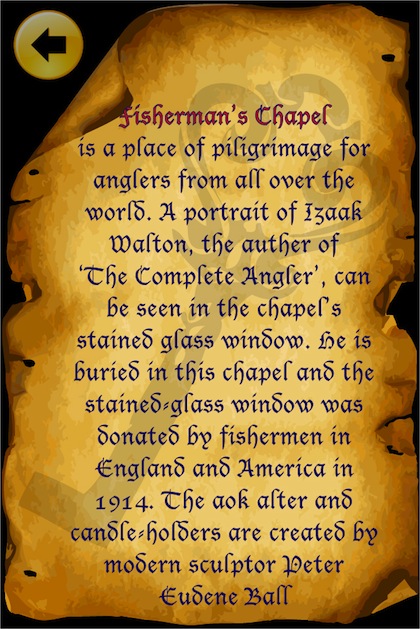 Fisherman's Chapel
is a place of piligrimage for
anglers from all over the
world. A portrait of Izaak
Walton, the auther of
'The Complete Angler', can
be seen in the chapel's
stained glass window. He is
buried in this chapel and the
stained-glass window was
donated by fishermen in
England and America in
1914. The aok alter and
candle-holders are created by
modern sculptor Peter
Eudene Ball